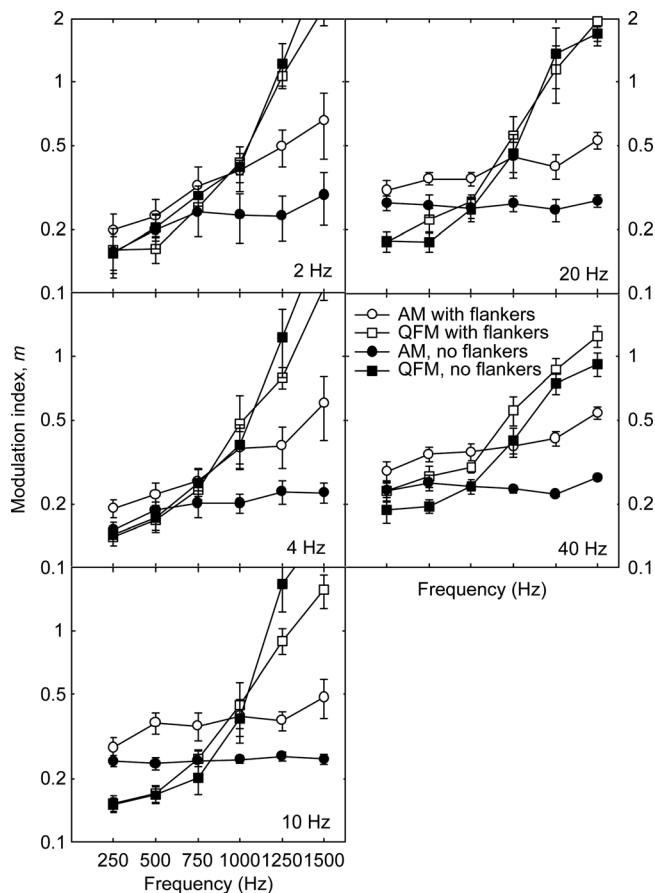 2
2
1
1
0.5
0.5
0.2
0.2
2 Hz
20 Hz
0.1
0.1
AM with flankers
QFM with flankers
AM, no flankers
QFM, no flankers
1
1
Modulation index, m
0.5
0.5
0.2
0.2
4 Hz
40 Hz
0.1
0.1
Frequency (Hz)
1
0.5
0.2
10 Hz
0.1
250 500 750 1000 1250 1500
Frequency (Hz)